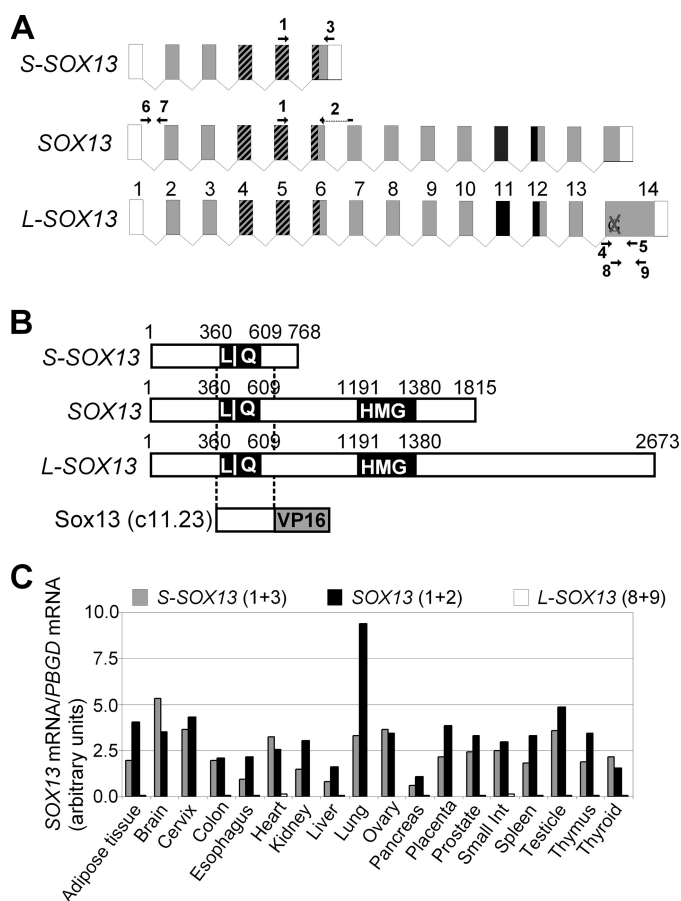 A
1 3
S-SOX13
6 7 1 2
SOX13
1 2 3 4 5 6 7 8 9 10 11 12 13 14
L-SOX13
4 5
8 9
B
1 360 609 768
S-SOX13 L Q
1 360 609 1191 1380 1815
SOX13 L Q HMG
1 360 609 1191 1380 2673
L-SOX13 L Q HMG
Sox13 (c11.23) VP16
C
S-SOX13 (1+3) SOX13 (1+2) L-SOX13 (8+9)
SOX13 mRNA/PBGD mRNA
(arbitrary units)
10.0
7.5
5.0
2.5
0.0
Adipose tissue
Brain
Cervix
Colon
Esophagus
Heart
Kidney
Liver
Lung
Ovary
Pancreas
Placenta
Prostate
Small Int
Spleen
Testicle
Thymus
Thyroid